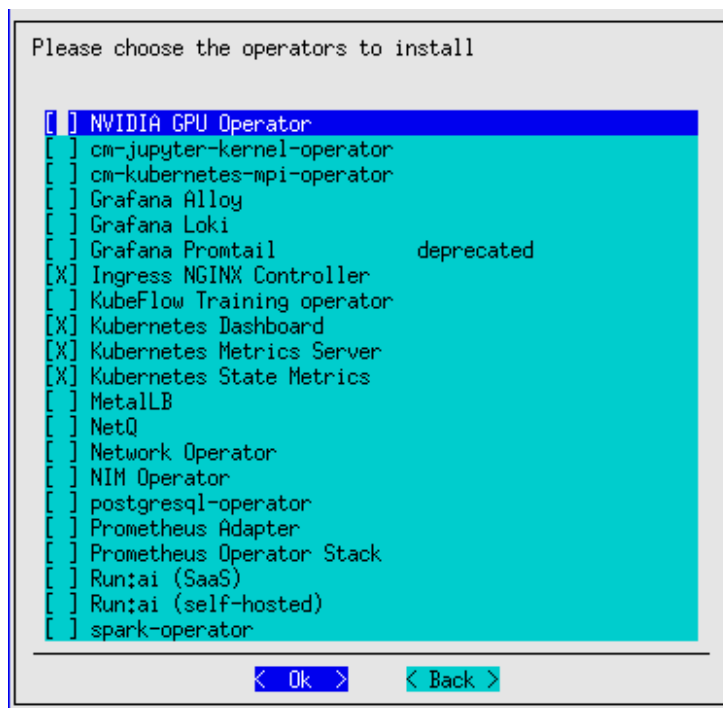 Please choose the operators to install
[ ] NVIDIA GPU Operator
[ ] cm-jupyter-kernel-operator
[ ] cm-kubernetes-mpi-operator
[ ] Grafana Alloy
[ ] Grafana Loki
[ ] Grafana Promtail deprecated
[X] Ingress NGINX Controller
[ ] KubeFlow Training operator
[X] Kubernetes Dashboard
[X] Kubernetes Metrics Server
[X] Kubernetes State Metrics
[ ] MetalLB
[ ] NetQ
[ ] Network Operator
[ ] NIM Operator
[ ] postgresql-operator
[ ] Prometheus Adapter
[ ] Prometheus Operator Stack
[ ] Run:ai (SaaS)
[ ] Run:ai (self-hosted)
[ ] spark-operator
< Ok > < Back >